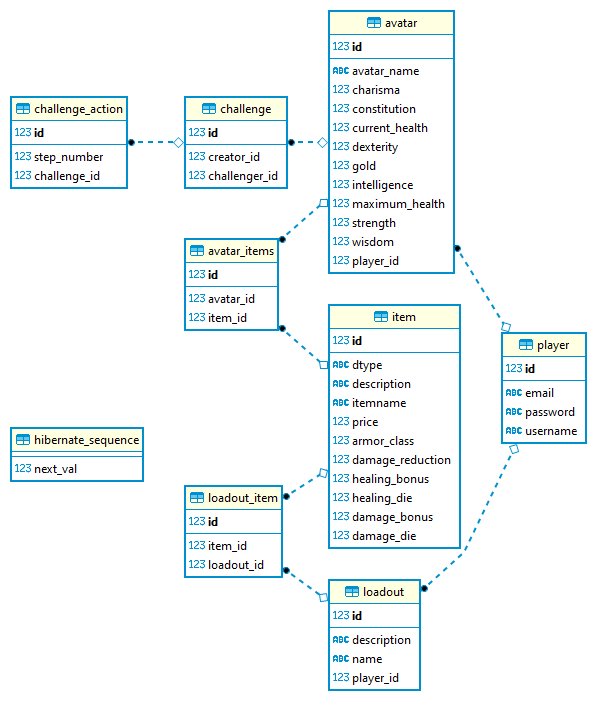 avatar
123 id
ABC avatar_name
123 charisma
123 constitution
123 current_health
123 dexterity
123 gold
123 intelligence
123 maximum_health
123 strength
123 wisdom
123 player_id
challenge_action
123 id
123 step_number
123 challenge_id
challenge
123 id
123 creator_id
123 challenger_id
avatar_items
123 id
123 avatar_id
123 item_id
item
123 id
ABC dtype
ABC description
ABC itemname
123 price
123 armor_class
123 damage_reduction
123 healing_bonus
123 healing_die
123 damage_bonus
123 damage_die
player
123 id
ABC email
ABC password
ABC username
hibernate_sequence
123 next_val
loadout_item
123 id
123 item_id
123 loadout_id
loadout
123 id
ABC description
ABC name
123 player_id